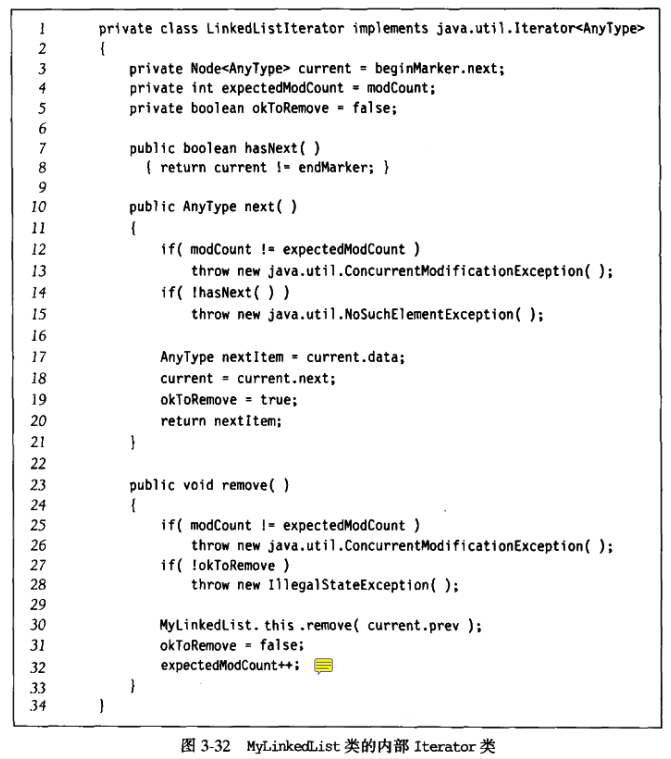 1 private class LinkedListIterator implements java.util.Iterator<AnyType>
2 {
3 private Node<AnyType> current = beginMarker.next;
4 private int expectedModCount = modCount;
5 private boolean okToRemove = false;
6
7 public boolean hasNext( )
8 { return current != endMarker; }
9
10 public AnyType next( )
11 {
12 if( modCount != expectedModCount )
13 throw new java.util.ConcurrentModificationException( );
14 if( !hasNext( ) )
15 throw new java.util.NoSuchElementException( );
16
17 AnyType nextItem = current.data;
18 current = current.next;
19 okToRemove = true;
20 return nextItem;
21 }
22
23 public void remove( )
24 {
25 if( modCount != expectedModCount )
26 throw new java.util.ConcurrentModificationException( );
27 if( !okToRemove )
28 throw new IllegalStateException( );
29
30 MyLinkedList.this.remove( current.prev );
31 okToRemove = false;
32 expectedModCount++;
33 }
34 }
图 3-32 MyLinkedList 类的内部 Iterator 类